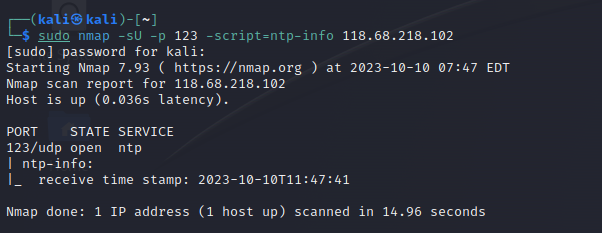 ┌──(kali㉿kali)-[~]
└─$ sudo nmap -sU -p 123 -script=ntp-info 118.68.218.102
[sudo] password for kali:
Starting Nmap 7.93 ( https://nmap.org ) at 2023-10-10 07:47 EDT
Nmap scan report for 118.68.218.102
Host is up (0.036s latency).

PORT    STATE SERVICE
123/udp open  ntp
| ntp-info:
|_  receive time stamp: 2023-10-10T11:47:41

Nmap done: 1 IP address (1 host up) scanned in 14.96 seconds